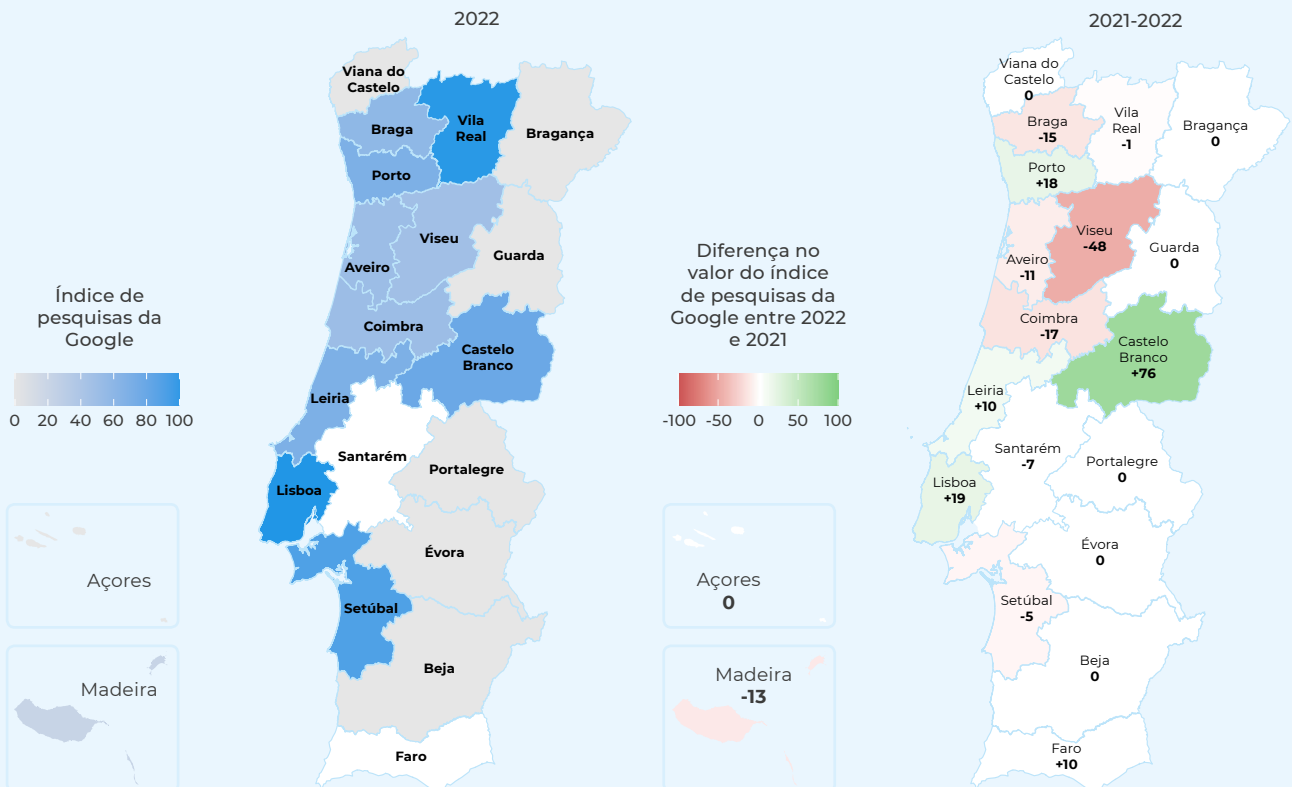 2022
Viana do
Castelo
Braga
Vila
Real
Bragança
Porto
Viseu
Guarda
Aveiro
Coimbra
Castelo
Branco
Leiria
Santarém
Portalegre
Lisboa
Évora
Setúbal
Beja
Faro
Índice de
pesquisas da
Google
0 20 40 60 80 100
Açores
Madeira
2021-2022
Viana do
Castelo
0
Braga
-15
Vila
Real
-1
Bragança
0
Porto
+18
Viseu
-48
Guarda
0
Aveiro
-11
Coimbra
-17
Castelo
Branco
+76
Leiria
+10
Santarém
-7
Portalegre
0
Lisboa
+19
Évora
0
Setúbal
-5
Beja
0
Faro
+10
Diferença no
valor do índice
de pesquisas da
Google entre 2022
e 2021
-100 -50 0 50 100
Açores
0
Madeira
-13